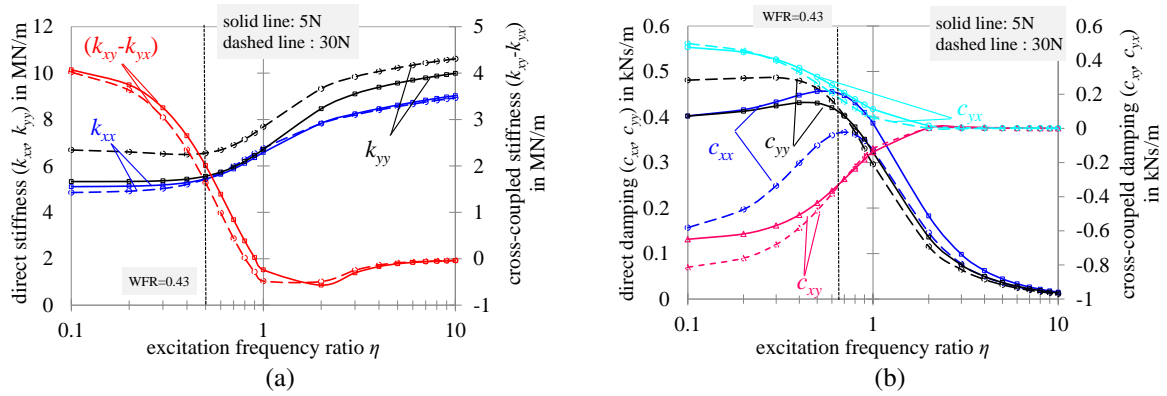 solid line: 5N
dashed line : 30N
(kxy-kyx)
kxx
kyy
WFR=0.43
direct stiffness (kxx, kyy) in MN/m
0
2
4
6
8
10
12
cross-coupled stiffness (kxy-kyx)
in MN/m
-1
0
1
2
3
4
5
0.1
1
10
excitation frequency ratio η
(a)
WFR=0.43
solid line: 5N
dashed line : 30N
cyx
cxx
cyy
cxy
direct damping (cxx, cyy) in kNs/m
0
0.1
0.2
0.3
0.4
0.5
0.6
cross-coupeld damping (cxy, cyx)
in kNs/m
-1
-0.8
-0.6
-0.4
-0.2
0
0.2
0.4
0.6
0.1
1
10
excitation frequency ratio η
(b)